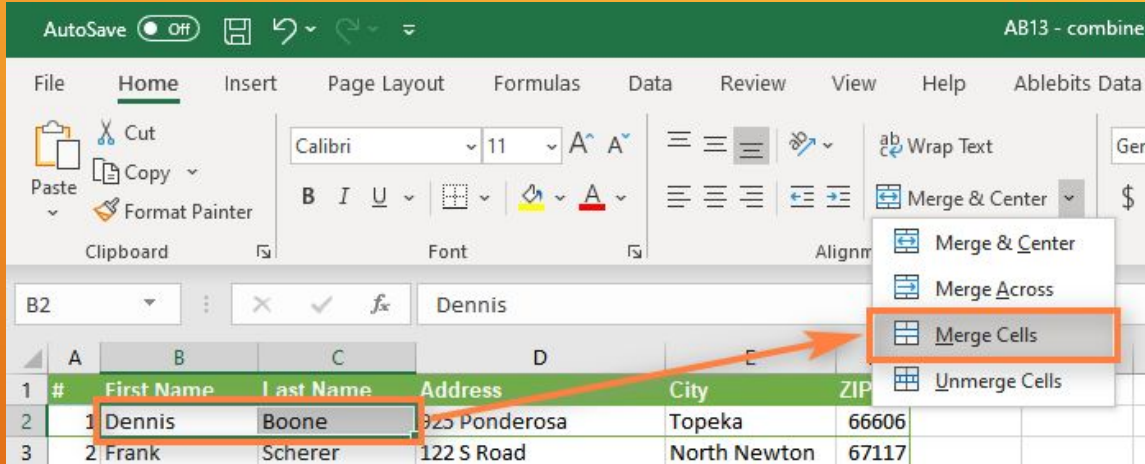 AutoSave Off AB13 - combine
File Home Insert Page Layout Formulas Data Review View Help Ablebits Data
Paste
Cut
Copy
Format Painter
Clipboard
Calibri 11 A^ A˅
B I U A
Font
ab Wrap Text
Merge & Center
$
Merge & Center
Merge Across
Merge Cells
Unmerge Cells
B2 fx Dennis
A B C D
1 # First Name Last Name Address City ZIP
2 1 Dennis Boone 925 Ponderosa Topeka 66606
3 2 Frank Scherer 122 S Road North Newton 67117